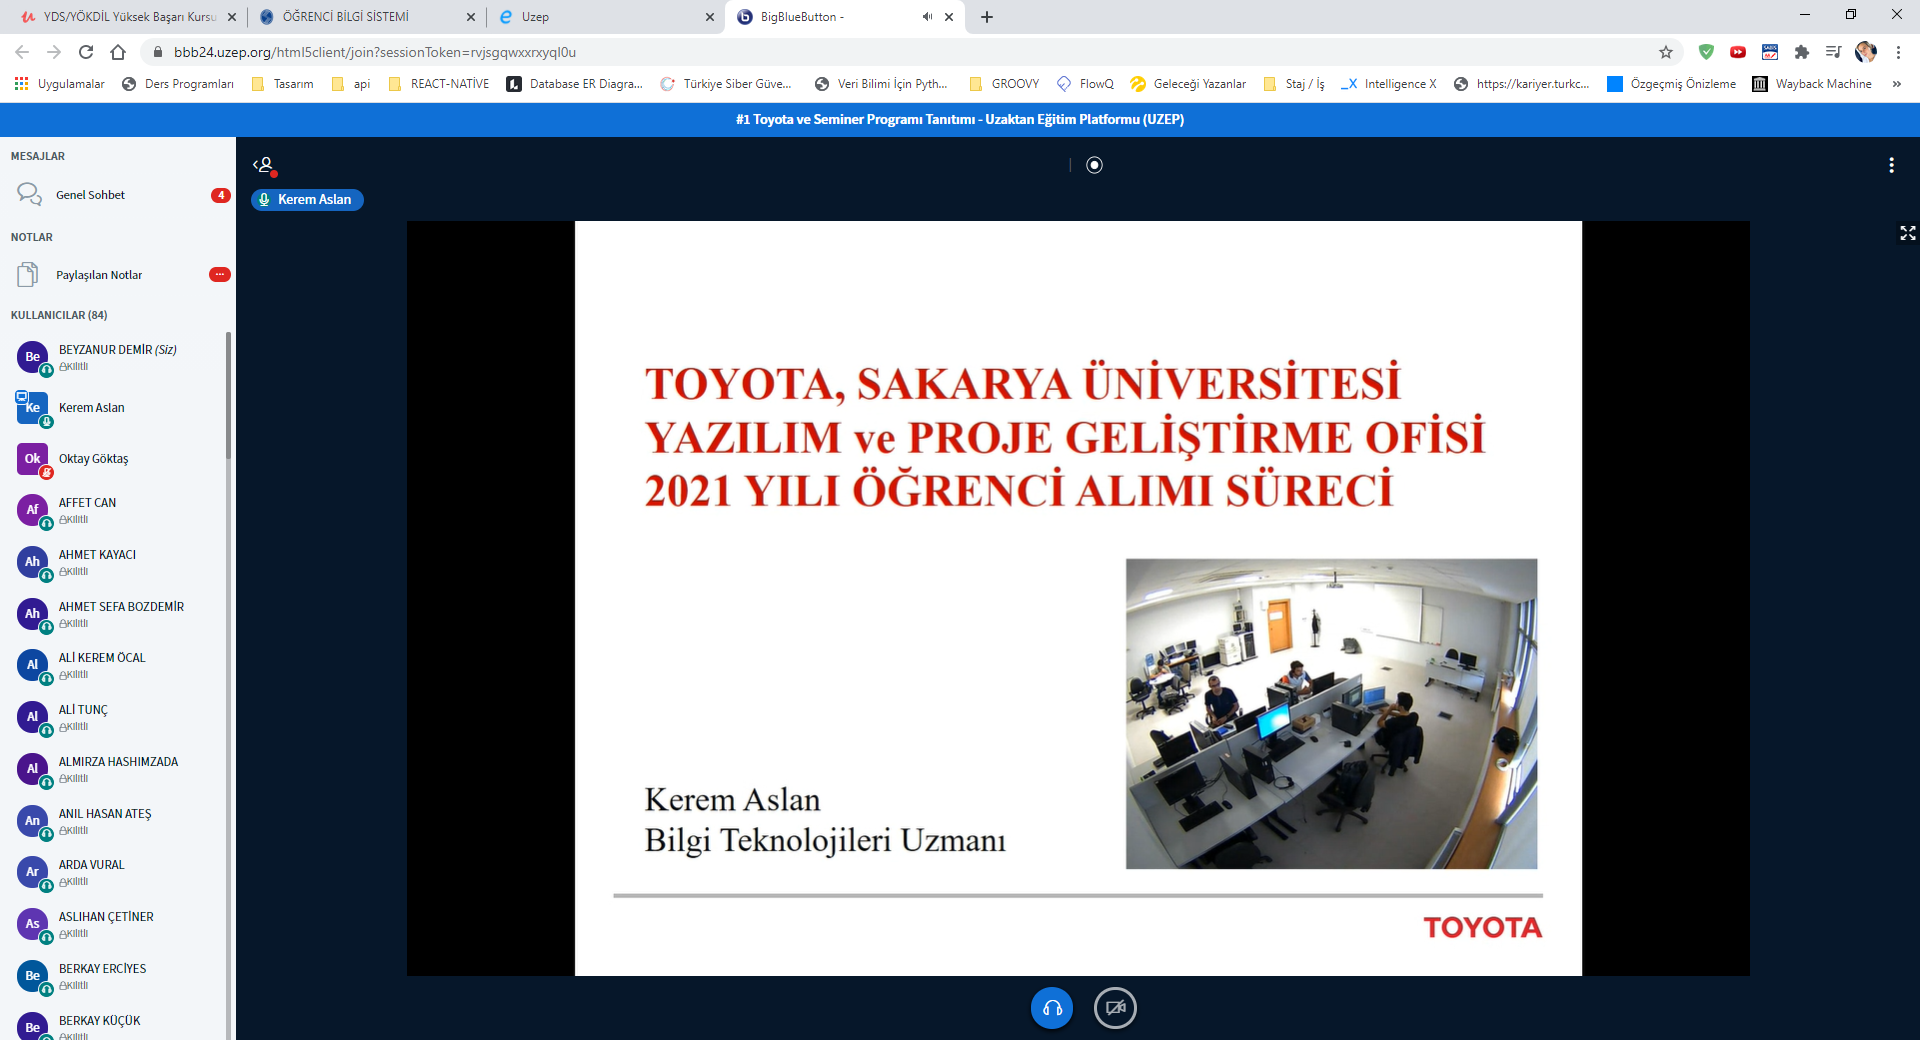 YDS/YÖKDİL Yüksek Başarı Kursu
ÖĞRENCİ BİLGİ SİSTEMİ
Uzep
BigBlueButton -
bbb24.uzep.org/html5client/join?sessionToken=rvjsgqwxxrxyql0u
Uygulamalar
Ders Programları
Tasarım
api
REACT-NATİVE
Database ER Diagra...
Türkiye Siber Güve...
Veri Bilimi İçin Pyth...
GROOVY
FlowQ
Geleceği Yazanlar
Staj / İş
Intelligence X
https://kariyer.turkc...
Özgeçmiş Önizleme
Wayback Machine
»
#1 Toyota ve Seminer Programı Tanıtımı - Uzaktan Eğitim Platformu (UZEP)
MESAJLAR
Genel Sohbet
4
NOTLAR
Paylaşılan Notlar
...
KULLANICILAR (84)
Be
BEYZANUR DEMİR (Siz)
Kilitli
Ke
Kerem Aslan
Ok
Oktay Göktaş
Af
AFFET CAN
Kilitli
Ah
AHMET KAYACI
Kilitli
Ah
AHMET SEFA BOZDEMİR
Kilitli
Al
ALİ KEREM ÖCAL
Kilitli
Al
ALİ TUNÇ
Kilitli
Al
ALMIRZA HASHIMZADA
Kilitli
An
ANIL HASAN ATEŞ
Kilitli
Ar
ARDA VURAL
Kilitli
As
ASLIHAN ÇETİNER
Kilitli
Be
BERKAY ERCİYES
Kilitli
Be
BERKAY KÜÇÜK
Kilitli
Kerem Aslan
TOYOTA, SAKARYA ÜNİVERSİTESİ
YAZILIM ve PROJE GELİŞTİRME OFİSİ
2021 YILI ÖĞRENCİ ALIMI SÜRECİ
Kerem Aslan
Bilgi Teknolojileri Uzmanı
TOYOTA